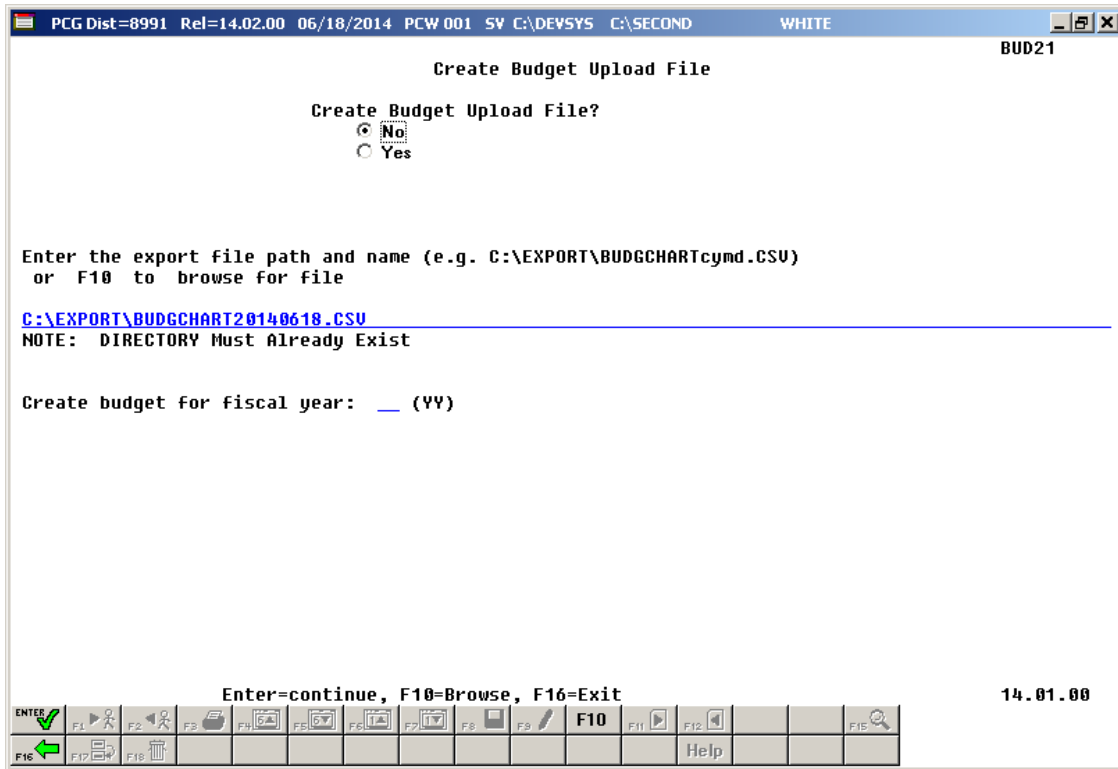 PCG Dist=8991 Rel=14.02.00 06/18/2014 PCW 001 SV C:\DEVSYS C:\SECOND WHITE
BUD21
Create Budget Upload File
Create Budget Upload File?
No
Yes
Enter the export file path and name (e.g. C:\EXPORT\BUDGCHARTcymd.CSV)
or F10 to browse for file
C:\EXPORT\BUDGCHART20140618.CSV
NOTE: DIRECTORY Must Already Exist
Create budget for fiscal year: __ (YY)
Enter=continue, F10=Browse, F16=Exit 14.01.00
ENTER F1 F2 F3 F4 F5 F6 F7 F8 F9 F10 F11 F12 F15
F16 F17 F18 Help